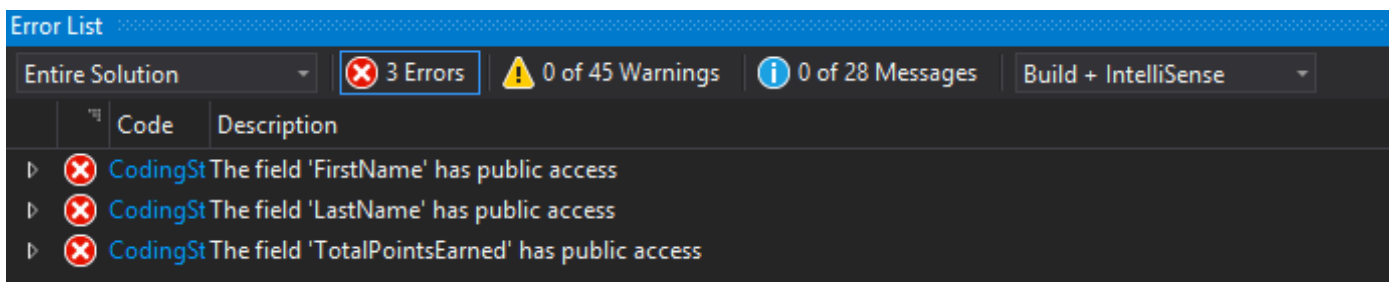 Error List
Entire Solution 3 Errors 0 of 45 Warnings 0 of 28 Messages Build + IntelliSense
Code Description
CodingSt The field 'FirstName' has public access
CodingSt The field 'LastName' has public access
CodingSt The field 'TotalPointsEarned' has public access